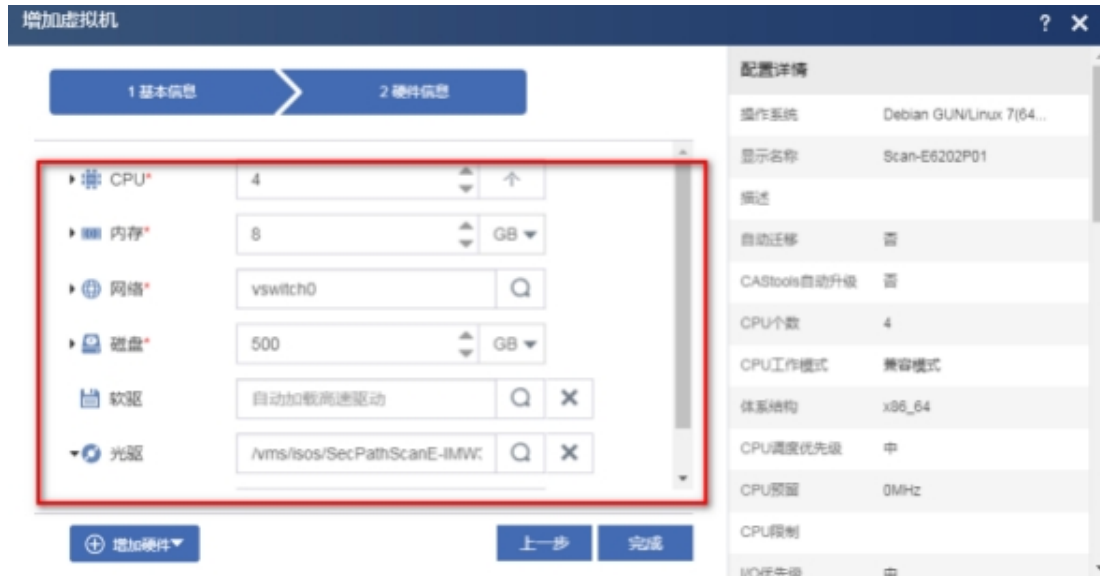 增加虚拟机
? ×
1 基本信息
2 硬件信息
CPU* 4
内存* 8 GB
网络* vswitch0
磁盘* 500 GB
软驱 自动加载高速驱动
光驱 /vms/isos/SecPathScanE-IMW
增加硬件
上一步 完成
配置详情
操作系统 Debian GUN/Linux 7(64...
显示名称 Scan-E6202P01
描述
自动迁移 否
CAStools自动升级 否
CPU个数 4
CPU工作模式 兼容模式
体系结构 x86_64
CPU调度优先级 中
CPU预留 0MHz
CPU限制
I/O优先级 中